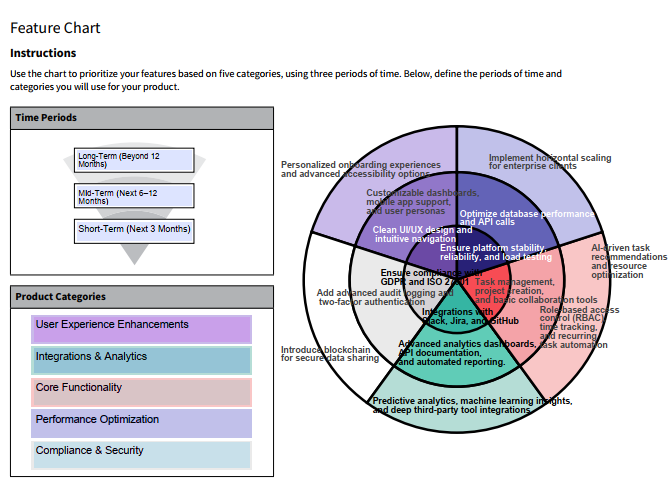 Feature Chart
Instructions
Use the chart to prioritize your features based on five categories, using three periods of time. Below, define the periods of time and
categories you will use for your product.
Time Periods
Long-Term (Beyond 12
Months)
Mid-Term (Next 6–12
Months)
Short-Term (Next 3 Months)
Product Categories
User Experience Enhancements
Integrations & Analytics
Core Functionality
Performance Optimization
Compliance & Security
Personalized onboarding experiences
and advanced accessibility options
Customizable dashboards,
mobile app support,
and user personas
Clean UI/UX design and
intuitive navigation
Implement horizontal scaling
for enterprise clients
Optimize database performance
and API calls
Ensure platform stability,
reliability, and load testing
Ensure compliance with
GDPR and ISO 27001
Add advanced audit logging and
two-factor authentication
Introduce blockchain
for secure data sharing
Task management,
project creation,
and basic collaboration tools
Role-based access
control (RBAC),
time tracking,
and recurring
task automation
AI-driven task
recommendations
and resource
optimization
Integrations with
Slack, Jira, and GitHub
Advanced analytics dashboards,
API documentation,
and automated reporting.
Predictive analytics, machine learning insights,
and deep third-party tool integrations